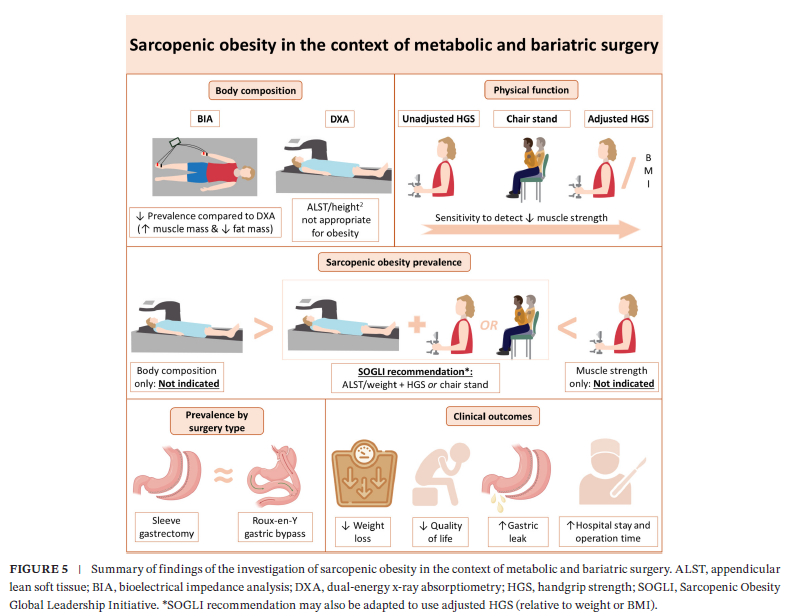 Sarcopenic obesity in the context of metabolic and bariatric surgery
Body composition
BIA
DXA
↓ Prevalence compared to DXA
(↑ muscle mass & ↓ fat mass)
ALST/height²
not appropriate
for obesity
Physical function
Unadjusted HGS
Chair stand
Adjusted HGS
/
B
M
I
Sensitivity to detect ↓ muscle strength
Sarcopenic obesity prevalence
>
+
OR
<
Body composition
only: Not indicated
SOGLI recommendation*:
ALST/weight + HGS or chair stand
Muscle strength
only: Not indicated
Prevalence by
surgery type
≈
Sleeve
gastrectomy
Roux-en-Y
gastric bypass
Clinical outcomes
↓ Weight
loss
↓ Quality
of life
↑Gastric
leak
↑Hospital stay and
operation time
FIGURE 5 | Summary of findings of the investigation of sarcopenic obesity in the context of metabolic and bariatric surgery. ALST, appendicular
lean soft tissue; BIA, bioelectrical impedance analysis; DXA, dual-energy x-ray absorptiometry; HGS, handgrip strength; SOGLI, Sarcopenic Obesity
Global Leadership Initiative. *SOGLI recommendation may also be adapted to use adjusted HGS (relative to weight or BMI).